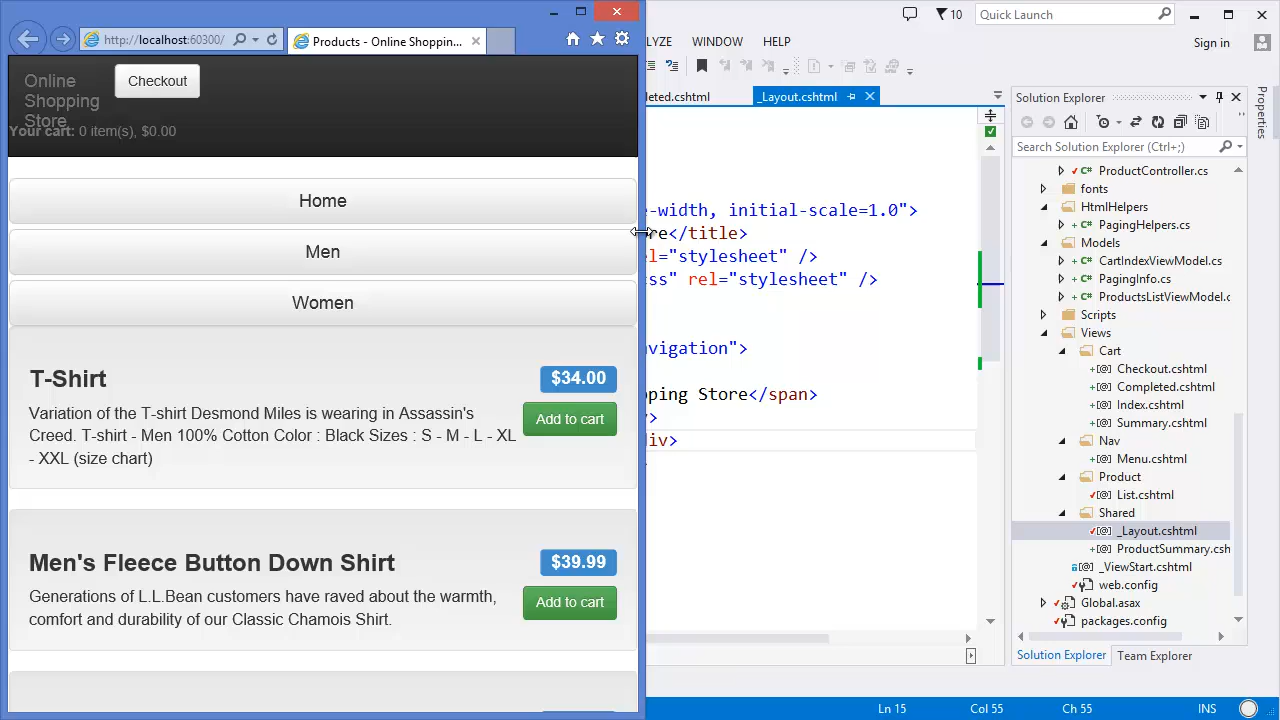 http://localhost:60300/
Products - Online Shoppin...
Online Shopping Store
Checkout
Your cart: 0 item(s), $0.00
Home
Men
Women
T-Shirt
$34.00
Variation of the T-shirt Desmond Miles is wearing in Assassin's
Creed. T-shirt - Men 100% Cotton Color : Black Sizes : S - M - L - XL
- XXL (size chart)
Add to cart
Men's Fleece Button Down Shirt
$39.99
Generations of L.L.Bean customers have raved about the warmth,
comfort and durability of our Classic Chamois Shirt.
Add to cart
10
Quick Launch
LYZE
WINDOW
HELP
Sign in
leted.cshtml
_Layout.cshtml
e-width, initial-scale=1.0">
re</title>
el="stylesheet" />
ss" rel="stylesheet" />
avigation">
pping Store</span>
>
div>
Solution Explorer
Search Solution Explorer (Ctrl+;)
ProductController.cs
fonts
HtmlHelpers
PagingHelpers.cs
Models
CartIndexViewModel.cs
PagingInfo.cs
ProductsListViewModel.c
Scripts
Views
Cart
Checkout.cshtml
Completed.cshtml
Index.cshtml
Summary.cshtml
Nav
Menu.cshtml
Product
List.cshtml
Shared
_Layout.cshtml
ProductSummary.csh
_ViewStart.cshtml
web.config
Global.asax
packages.config
Solution Explorer
Team Explorer
Properties
Ln 15
Col 55
Ch 55
INS